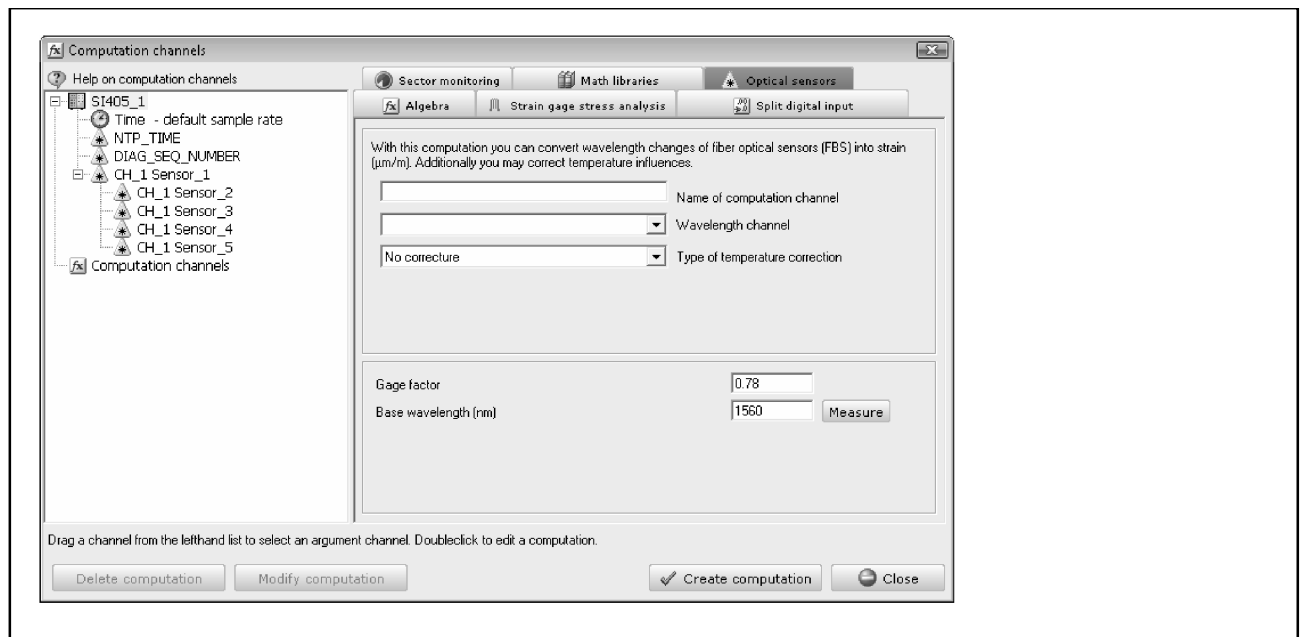 Computation channels
Help on computation channels
SI405_1
Time - default sample rate
NTP_TIME
DIAG_SEQ_NUMBER
CH_1 Sensor_1
CH_1 Sensor_2
CH_1 Sensor_3
CH_1 Sensor_4
CH_1 Sensor_5
fx Computation channels
Sector monitoring
Math libraries
Optical sensors
fx Algebra
Strain gage stress analysis
Split digital input
With this computation you can convert wavelength changes of fiber optical sensors (FBS) into strain
(µm/m). Additionally you may correct temperature influences.
Name of computation channel
Wavelength channel
No correcture Type of temperature correction
Gage factor 0.78
Base wavelength (nm) 1560 Measure
Drag a channel from the lefthand list to select an argument channel. Doubleclick to edit a computation.
Delete computation Modify computation Create computation Close